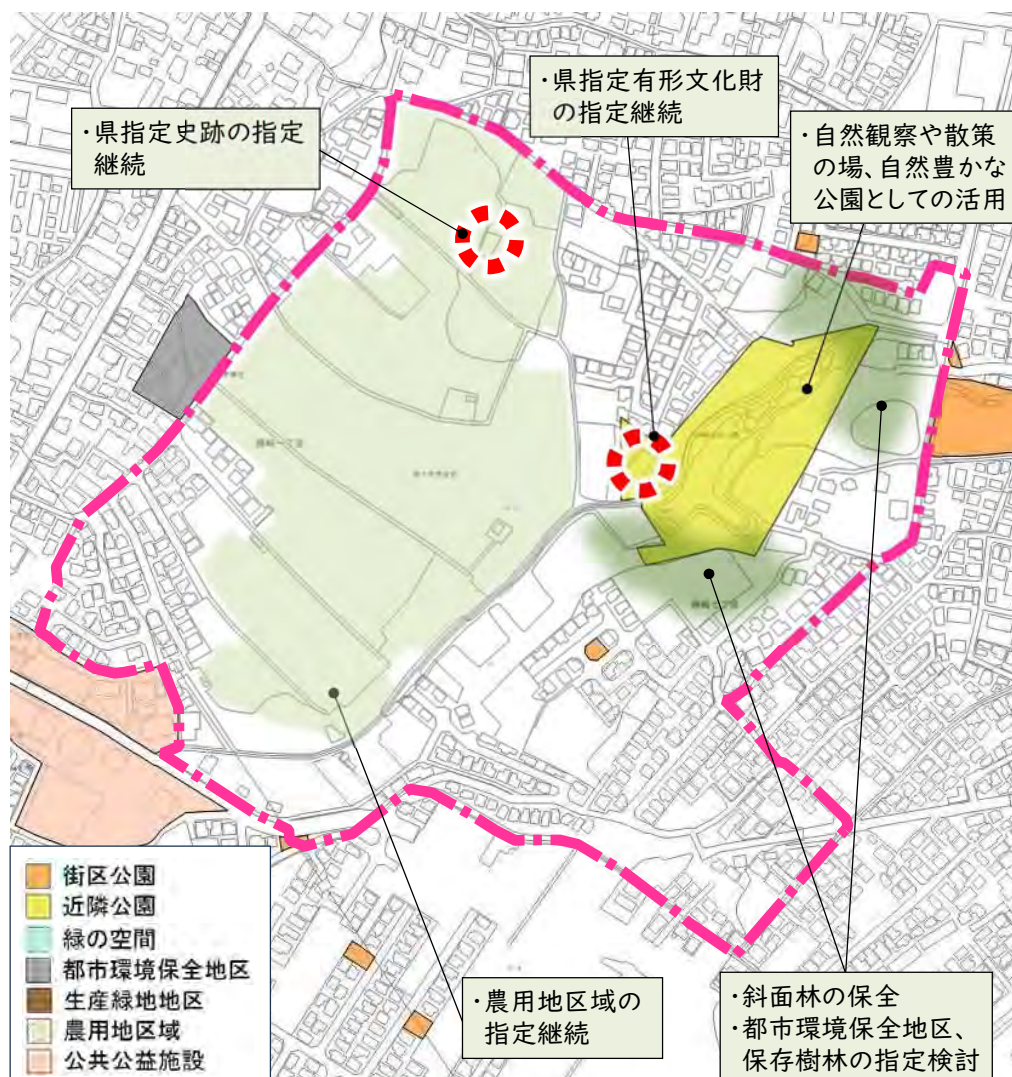 ・県指定有形文化財
の指定継続
・県指定史跡の指定
継続
・自然観察や散策
の場、自然豊かな
公園としての活用
街区公園
近隣公園
緑の空間
都市環境保全地区
生産緑地地区
農用地区域
公共公益施設
・農用地区域の
指定継続
・斜面林の保全
・都市環境保全地区、
保存樹林の指定検討